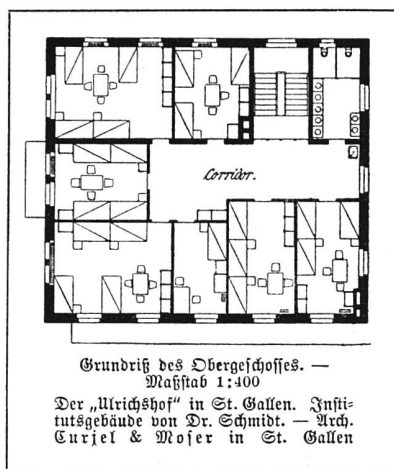 Corridor.
Grundriß des Obergeschosses. —
Maßstab 1:400
Der „Ulrichshof“ in St. Gallen. Insti-
tutsgebäude von Dr. Schmidt. — Arch.
Curjel & Moser in St. Gallen